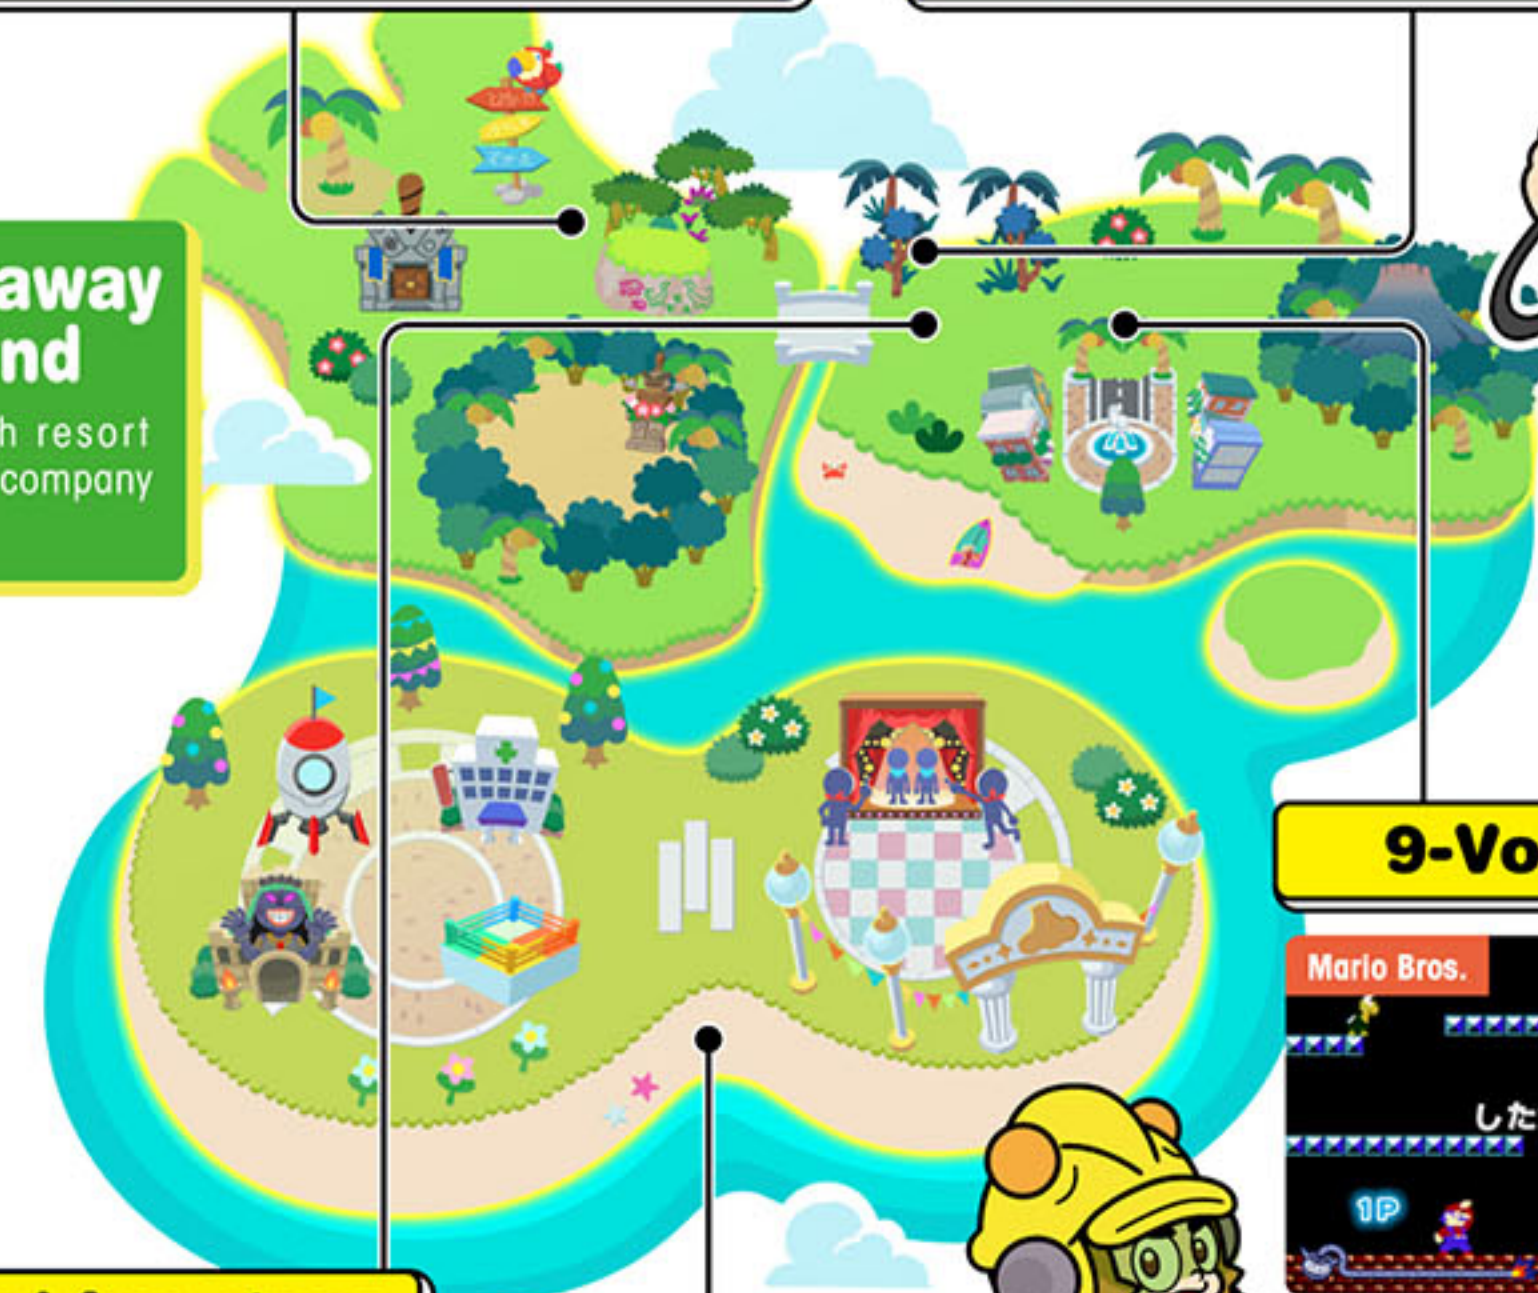 away
nd
h resort
company
9-Vo
Mario Bros.
した
1P